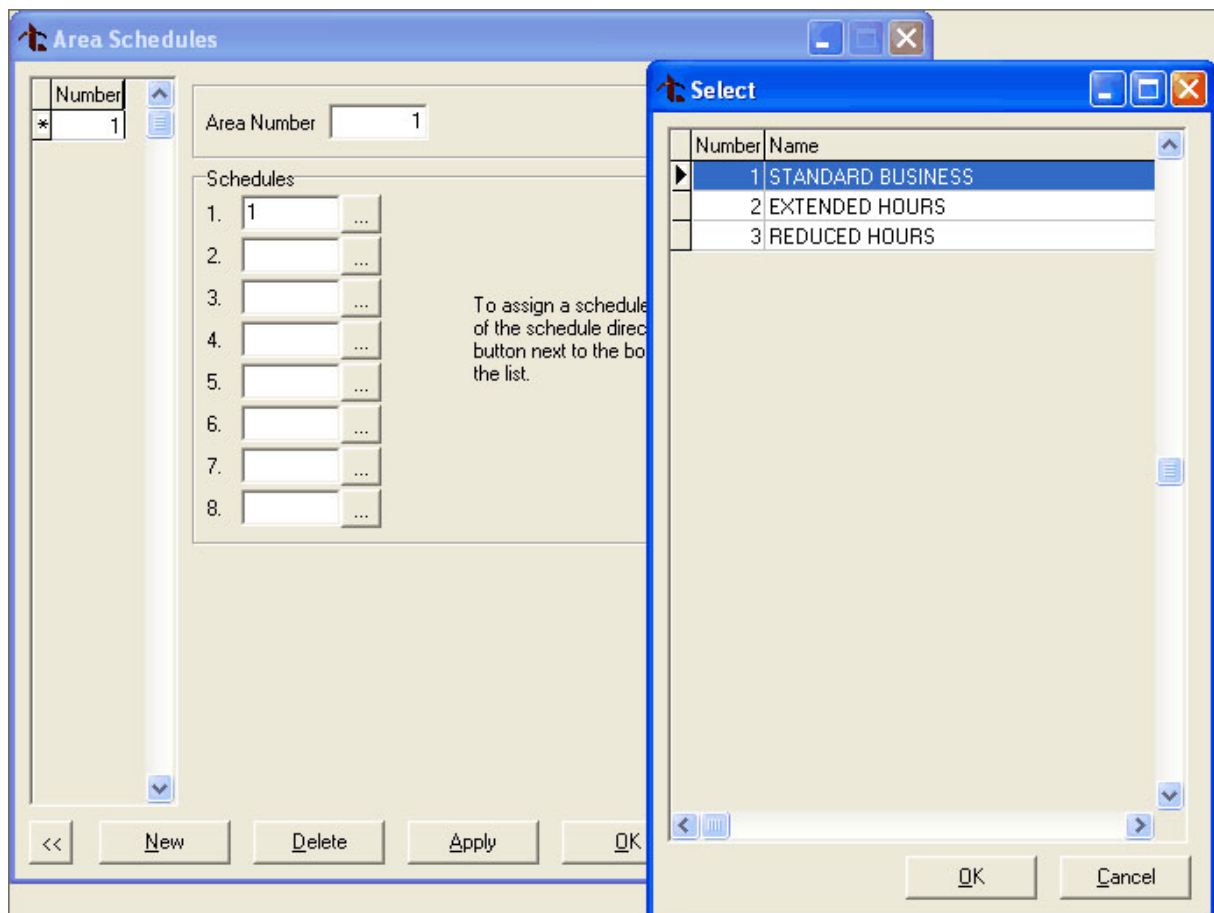 Area Schedules
Number
* 1
Area Number 1
Schedules
1. 1 ...
2. ...
3. ...
4. ...
5. ...
6. ...
7. ...
8. ...
To assign a schedule
of the schedule direc
button next to the bo
the list.
<< New Delete Apply OK
Select
Number Name
1 STANDARD BUSINESS
2 EXTENDED HOURS
3 REDUCED HOURS
OK Cancel